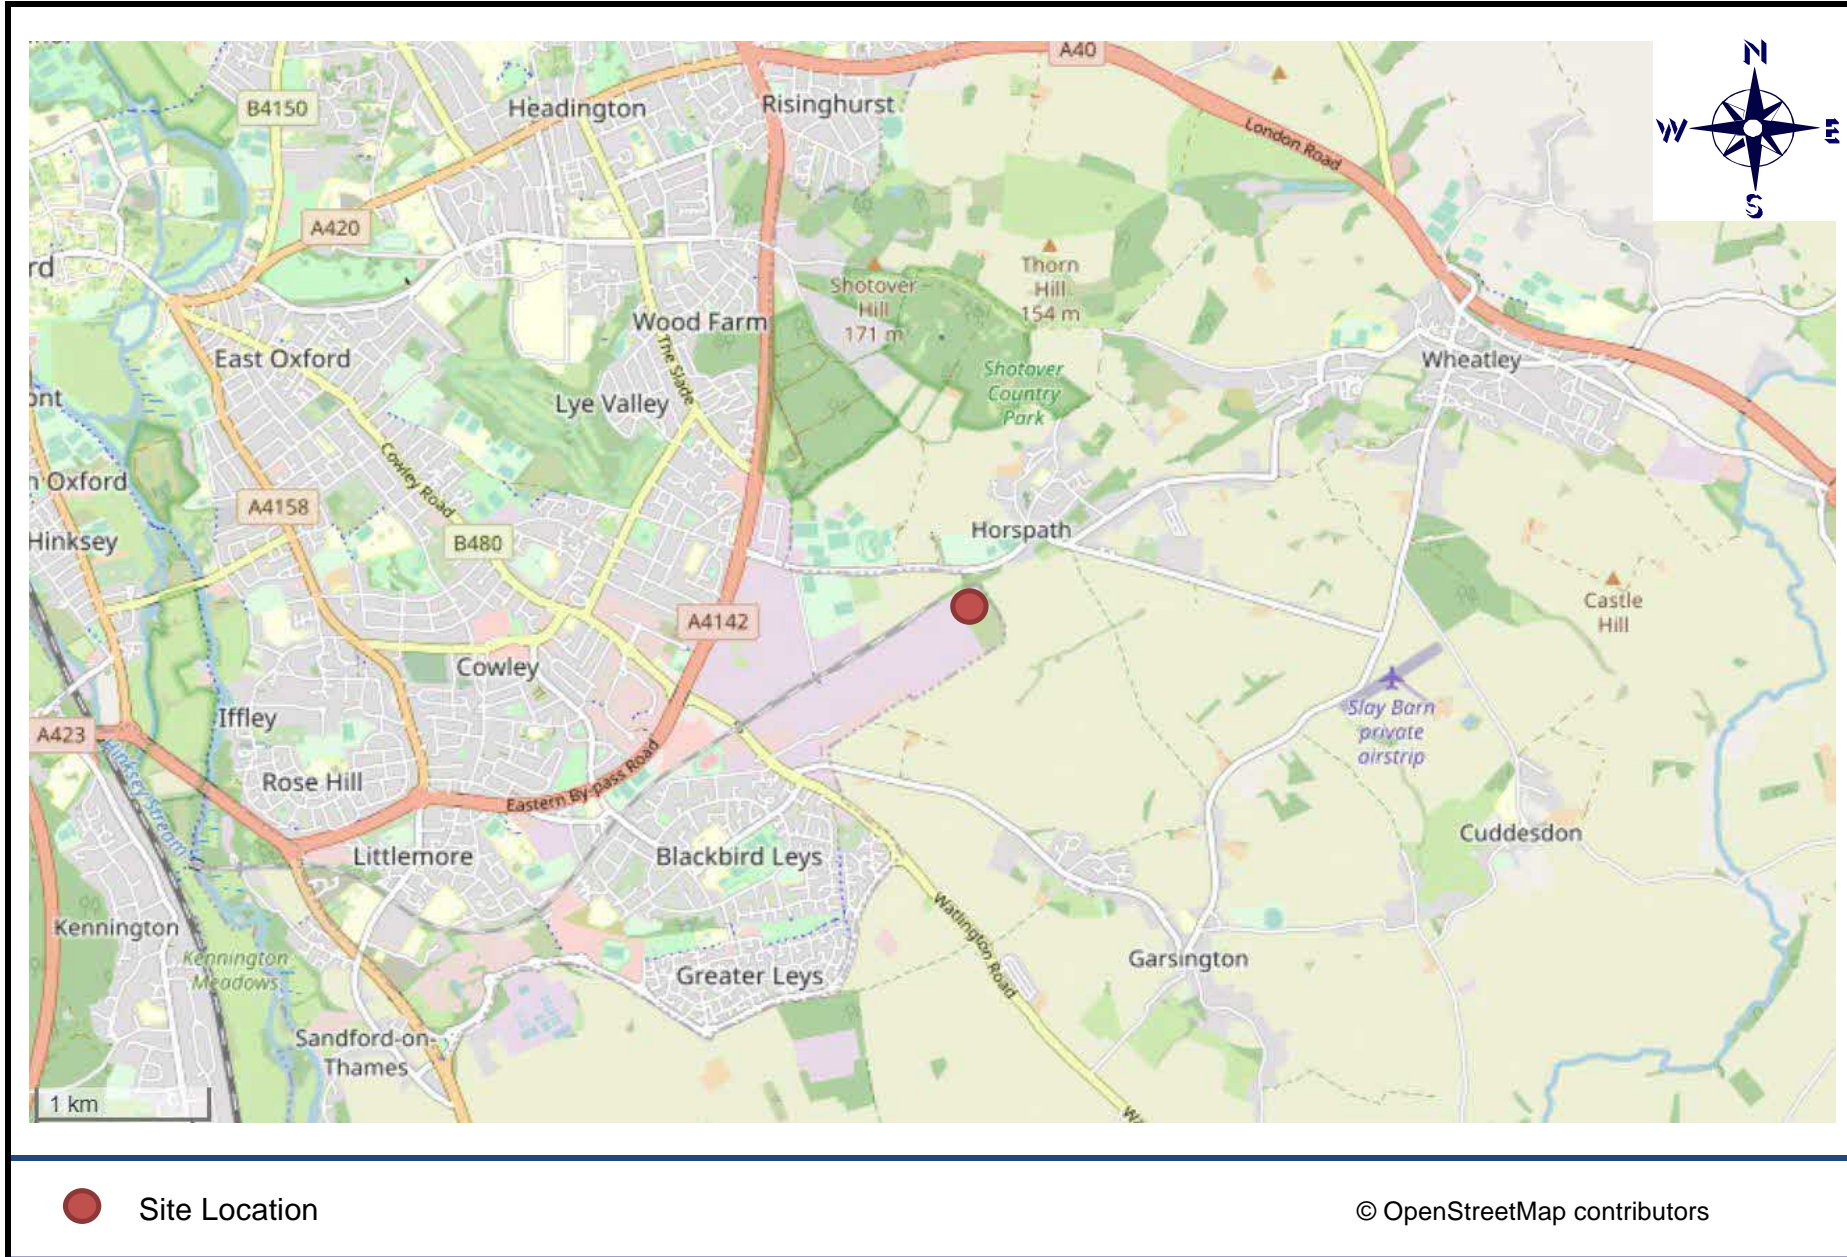 A40
N
B4150
Headington
Risinghurst
London Road
W
E
S
A420
rd
Thorn
Hill
154 m
Shotover
Hill
171 m
Wood Farm
The Slade
East Oxford
Wheatley
Shotover
Country
Park
ont
Lye Valley
Cowley Road
n Oxford
A4158
Horspath
Hinksey
B480
Castle
Hill
A4142
Cowley
Iffley
Slay Barn
private
airstrip
A423
Hinksey Stream
Rose Hill
Eastern By-pass Road
Cuddesdon
Littlemore
Blackbird Leys
Watlington Road
Kennington
Kennington
Meadows
Garsington
Greater Leys
Sandford-on-
Thames
1 km
Wa
Site Location
© OpenStreetMap contributors